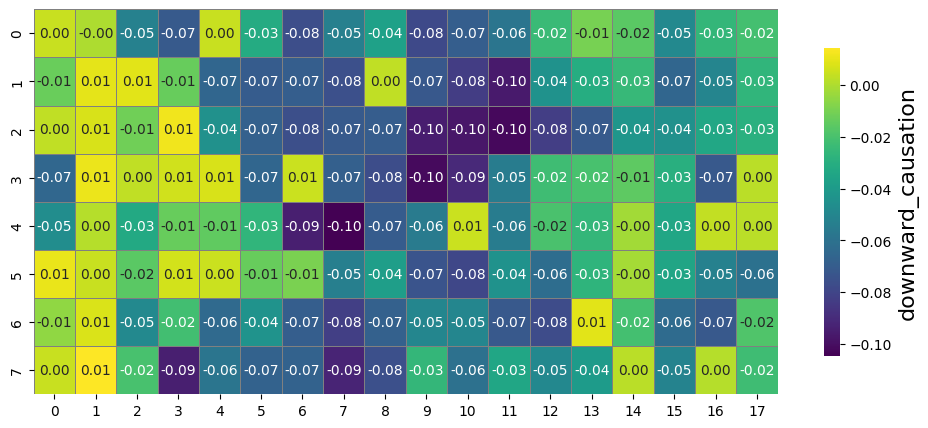 0 0.00 -0.00 -0.05 -0.07 0.00 -0.03 -0.08 -0.05 -0.04 -0.08 -0.07 -0.06 -0.02 -0.01 -0.02 -0.05 -0.03 -0.02
1 -0.01 0.01 0.01 -0.01 -0.07 -0.07 -0.07 -0.08 0.00 -0.07 -0.08 -0.10 -0.04 -0.03 -0.03 -0.07 -0.05 -0.03
2 0.00 0.01 -0.01 0.01 -0.04 -0.07 -0.08 -0.07 -0.07 -0.10 -0.10 -0.10 -0.08 -0.07 -0.04 -0.04 -0.03 -0.03
3 -0.07 0.01 0.00 0.01 0.01 -0.07 0.01 -0.07 -0.08 -0.10 -0.09 -0.05 -0.02 -0.02 -0.01 -0.03 -0.07 0.00
4 -0.05 0.00 -0.03 -0.01 -0.01 -0.03 -0.09 -0.10 -0.07 -0.06 0.01 -0.06 -0.02 -0.03 -0.00 -0.03 0.00 0.00
5 0.01 0.00 -0.02 0.01 0.00 -0.01 -0.01 -0.05 -0.04 -0.07 -0.08 -0.04 -0.06 -0.03 -0.00 -0.03 -0.05 -0.06
6 -0.01 0.01 -0.05 -0.02 -0.06 -0.04 -0.07 -0.08 -0.07 -0.05 -0.05 -0.07 -0.08 0.01 -0.02 -0.06 -0.07 -0.02
7 0.00 0.01 -0.02 -0.09 -0.06 -0.07 -0.07 -0.09 -0.08 -0.03 -0.06 -0.03 -0.05 -0.04 0.00 -0.05 0.00 -0.02
0 1 2 3 4 5 6 7 8 9 10 11 12 13 14 15 16 17
0.00
−0.02
−0.04
−0.06
−0.08
−0.10
downward_causation